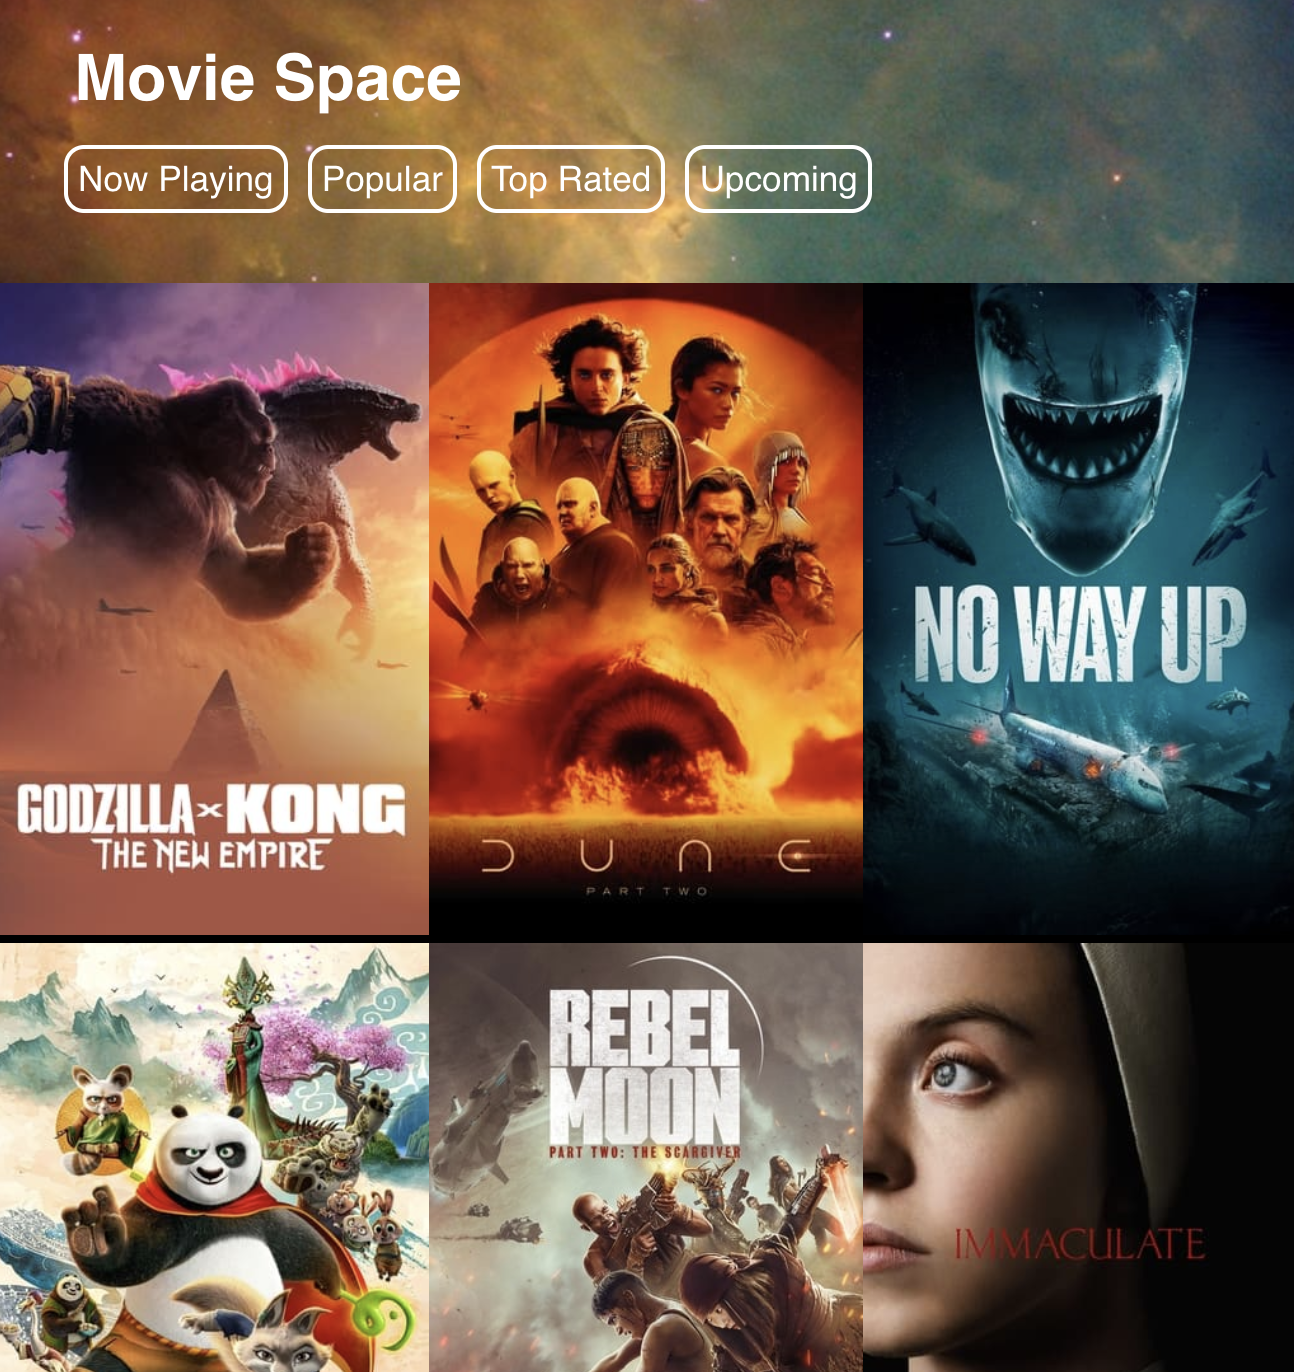 Movie Space
Now Playing
Popular
Top Rated
Upcoming
GODZILLA x KONG
THE NEW EMPIRE
DUNE
PART TWO
NO WAY UP
REBEL
MOON
PART TWO: THE SCARGIVER
IMMACULATE